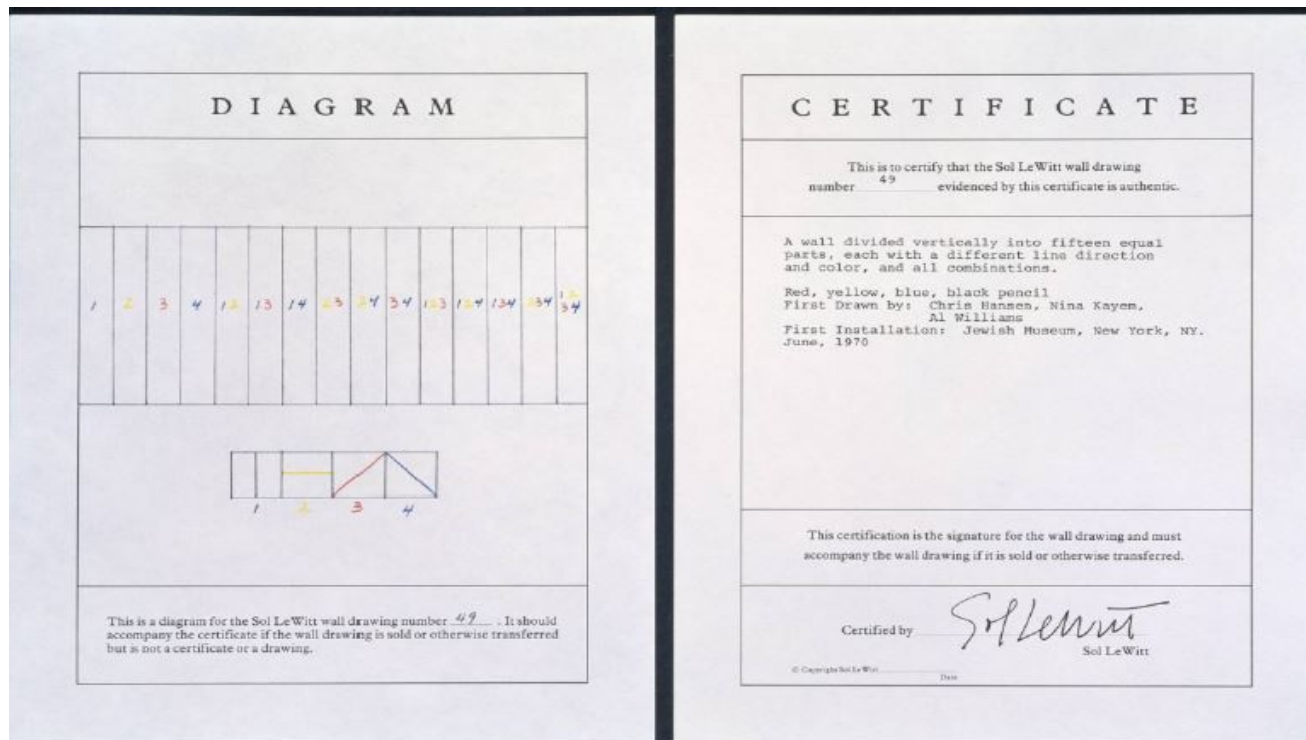 D I A G R A M
1 2 3 4 12 13 14 23 24 34 123 124 134 234 12
34
1 2 3 4
This is a diagram for the Sol LeWitt wall drawing number 49 . It should
accompany the certificate if the wall drawing is sold or otherwise transferred
but is not a certificate or a drawing.
C E R T I F I C A T E
This is to certify that the Sol LeWitt wall drawing
number 49 evidenced by this certificate is authentic.
A wall divided vertically into fifteen equal
parts, each with a different line direction
and color, and all combinations.
Red, yellow, blue, black pencil
First Drawn by: Chris Hansen, Nina Kayem,
Al Williams
First Installation: Jewish Museum, New York, NY.
June, 1970
This certification is the signature for the wall drawing and must
accompany the wall drawing if it is sold or otherwise transferred.
Certified by Sol LeWitt
Sol LeWitt
© Copyright Sol LeWitt
Date